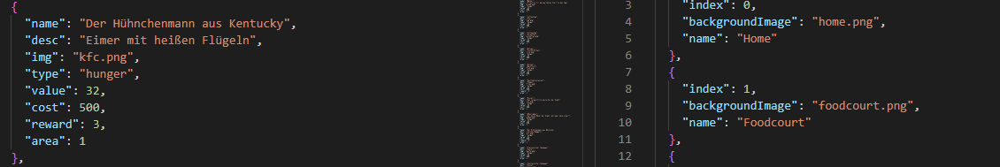 {
"name": "Der Hühnchenmann aus Kentucky",
"desc": "Eimer mit heißen Flügeln",
"img": "kfc.png",
"type": "hunger",
"value": 32,
"cost": 500,
"reward": 3,
"area": 1
},
3 "index": 0,
4 "backgroundImage": "home.png",
5 "name": "Home"
6 },
7 {
8 "index": 1,
9 "backgroundImage": "foodcourt.png",
10 "name": "Foodcourt"
11 },
12 {